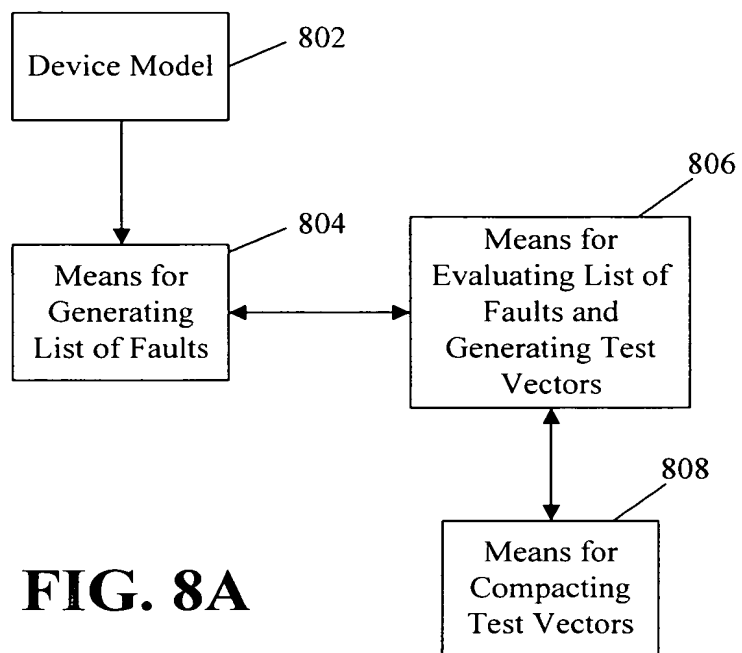 802
Device Model
806
804
Means for
Generating
List of Faults
Means for
Evaluating List of
Faults and
Generating Test
Vectors
808
Means for
Compacting
Test Vectors
FIG. 8A